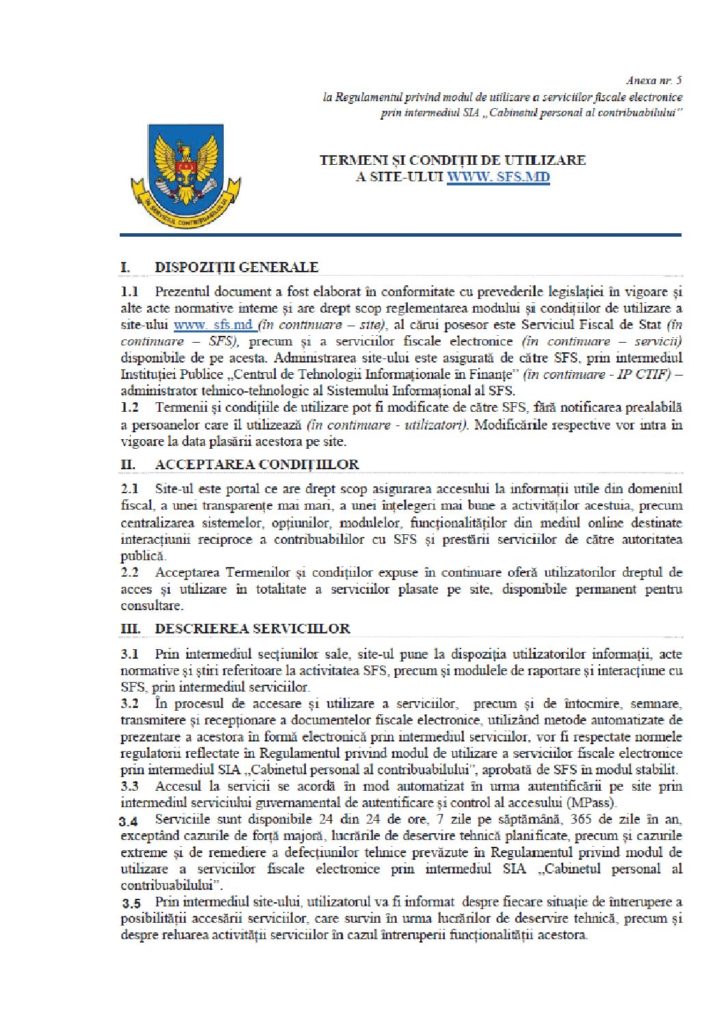 Anexa nr. 5
la Regulamentul privind modul de utilizare a serviciilor fiscale electronice
prin intermediul SIA „Cabinetul personal al contribuabilului”
TERMENI ȘI CONDIȚII DE UTILIZARE
A SITE-ULUI WWW. SFS.MD
ÎN SERVICIUL CONTRIBUABILULUI
I. DISPOZIȚII GENERALE
1.1 Prezentul document a fost elaborat în conformitate cu prevederile legislației în vigoare și
alte acte normative interne și are drept scop reglementarea modului și condițiilor de utilizare a
site-ului www. sfs.md (în continuare – site), al cărui posesor este Serviciul Fiscal de Stat (în
continuare – SFS), precum și a serviciilor fiscale electronice (în continuare – servicii)
disponibile de pe acesta. Administrarea site-ului este asigurată de către SFS, prin intermediul
Instituției Publice „Centrul de Tehnologii Informaționale în Finanțe” (în continuare - IP CTIF) –
administrator tehnico-tehnologic al Sistemului Informațional al SFS.
1.2 Termenii și condițiile de utilizare pot fi modificate de către SFS, fără notificarea prealabilă
a persoanelor care îl utilizează (în continuare - utilizatori). Modificările respective vor intra în
vigoare la data plasării acestora pe site.
II. ACCEPTAREA CONDIȚIILOR
2.1 Site-ul este portal ce are drept scop asigurarea accesului la informații utile din domeniul
fiscal, a unei transparențe mai mari, a unei înțelegeri mai bune a activităților acestuia, precum
centralizarea sistemelor, opțiunilor, modulelor, funcționalităților din mediul online destinate
interacțiunii reciproce a contribuabililor cu SFS și prestării serviciilor de către autoritatea
publică.
2.2 Acceptarea Termenilor și condițiilor expuse în continuare oferă utilizatorilor dreptul de
acces și utilizare în totalitate a serviciilor plasate pe site, disponibile permanent pentru
consultare.
III. DESCRIEREA SERVICIILOR
3.1 Prin intermediul secțiunilor sale, site-ul pune la dispoziția utilizatorilor informații, acte
normative și știri referitoare la activitatea SFS, precum și modulele de raportare și interacțiune cu
SFS, prin intermediul serviciilor.
3.2 În procesul de accesare și utilizare a serviciilor, precum și de întocmire, semnare,
transmitere și recepționare a documentelor fiscale electronice, utilizând metode automatizate de
prezentare a acestora în formă electronică prin intermediul serviciilor, vor fi respectate normele
regulatorii reflectate în Regulamentul privind modul de utilizare a serviciilor fiscale electronice
prin intermediul SIA „Cabinetul personal al contribuabilului”, aprobată de SFS în modul stabilit.
3.3 Accesul la servicii se acordă în mod automatizat în urma autentificării pe site prin
intermediul serviciului guvernamental de autentificare și control al accesului (MPass).
3.4 Serviciile sunt disponibile 24 din 24 de ore, 7 zile pe săptămână, 365 de zile în an,
exceptând cazurile de forță majoră, lucrările de deservire tehnică planificate, precum și cazurile
extreme și de remediere a defecțiunilor tehnice prevăzute în Regulamentul privind modul de
utilizare a serviciilor fiscale electronice prin intermediul SIA „Cabinetul personal al
contribuabilului”.
3.5 Prin intermediul site-ului, utilizatorul va fi informat despre fiecare situație de întrerupere a
posibilității accesării serviciilor, care survin în urma lucrărilor de deservire tehnică, precum și
despre reluarea activității serviciilor în cazul întreruperii funcționalității acestora.